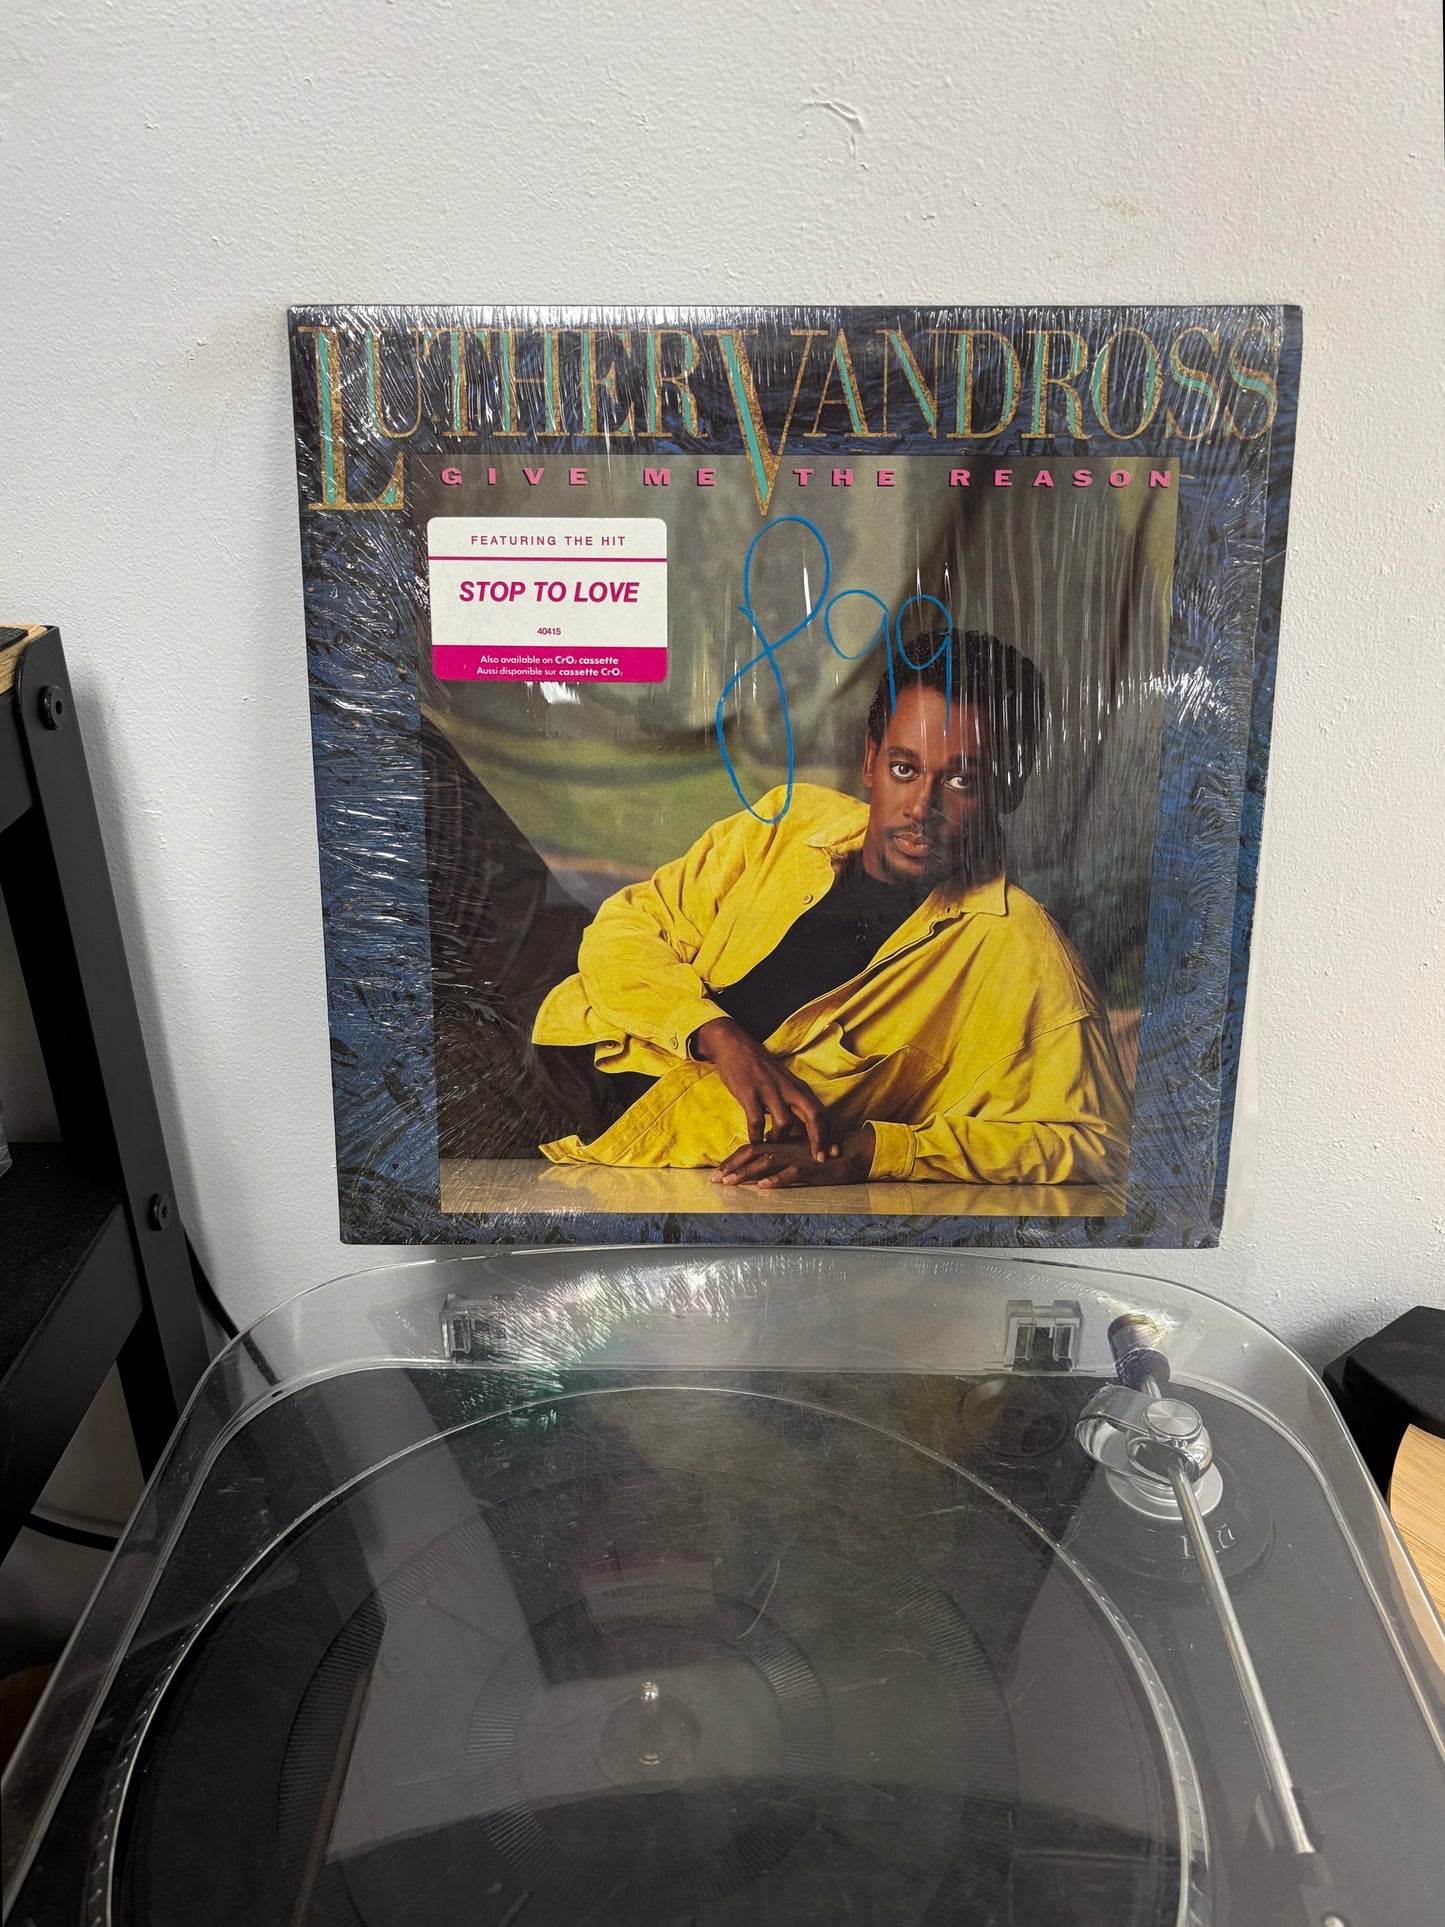 LUTHER VANDROSS
GIVE ME THE REASON
FEATURING THE HIT
STOP TO LOVE
40415
Also available on CrO₂ cassette
Aussi disponible sur cassette CrO₂
899